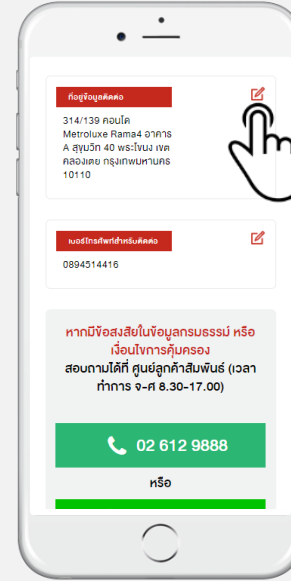 ที่อยู่ข้อมูลติดต่อ
314/139 คอนโด
Metroluxe Rama4 อาคาร
A สุขุมวิท 40 พระโขนง เขต
คลองเตย กรุงเทพมหานคร
10110
เบอร์โทรศัพท์สำหรับติดต่อ
0894514416
หากมีข้อสงสัยในข้อมูลกรมธรรม์ หรือ
เงื่อนไขการคุ้มครอง
สอบถามได้ที่ ศูนย์ลูกค้าสัมพันธ์ (เวลา
ทำการ จ-ศ 8.30-17.00)
02 612 9888
หรือ